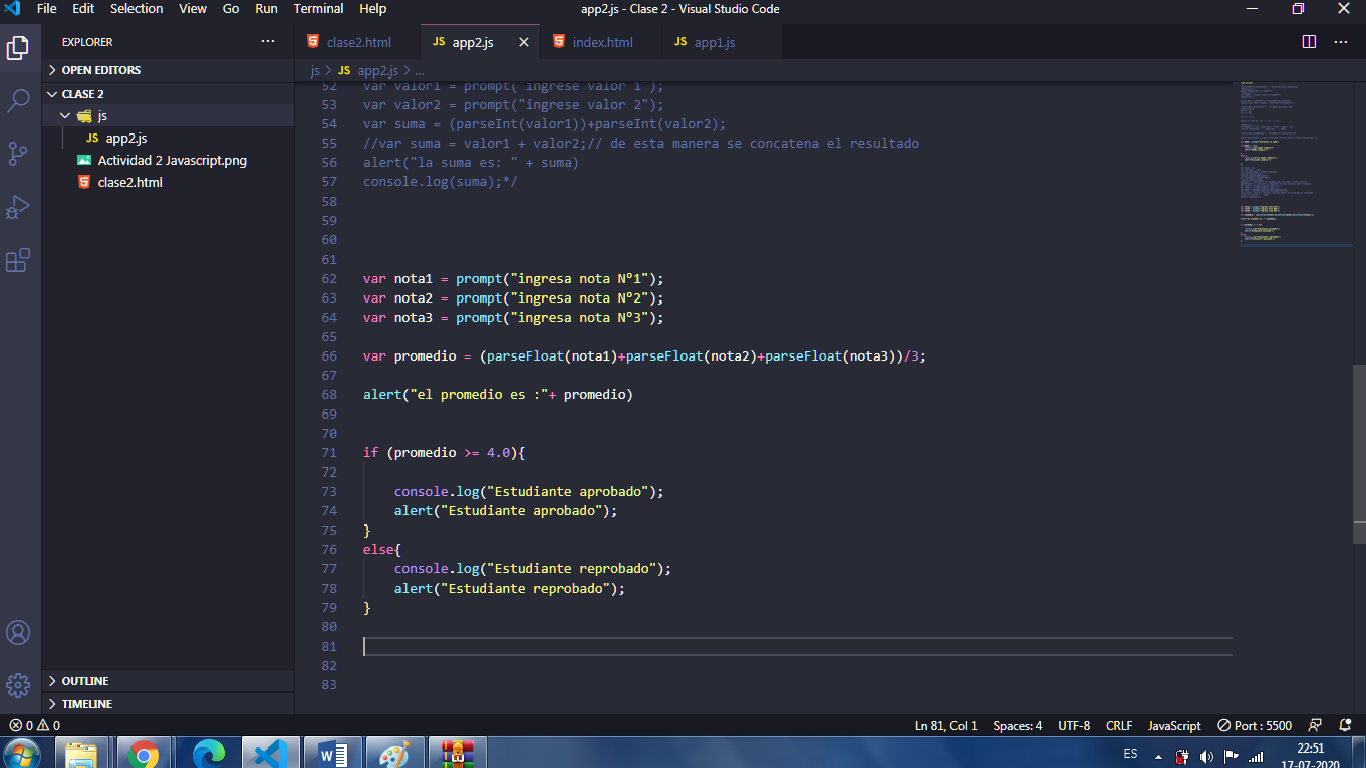 File Edit Selection View Go Run Terminal Help app2.js - Clase 2 - Visual Studio Code
EXPLORER ...
clase2.html JS app2.js index.html JS app1.js
OPEN EDITORS
js > JS app2.js > ...
CLASE 2
js
JS app2.js
Actividad 2 Javascript.png
clase2.html
52 var valor1 = prompt("ingrese valor 1");
53 var valor2 = prompt("ingrese valor 2");
54 var suma = (parseInt(valor1))+parseInt(valor2);
55 //var suma = valor1 + valor2;// de esta manera se concatena el resultado
56 alert("la suma es: " + suma)
57 console.log(suma);*/
58
59
60
61
62 var nota1 = prompt("ingresa nota Nº1");
63 var nota2 = prompt("ingresa nota Nº2");
64 var nota3 = prompt("ingresa nota Nº3");
65
66 var promedio = (parseFloat(nota1)+parseFloat(nota2)+parseFloat(nota3))/3;
67
68 alert("el promedio es :"+ promedio)
69
70
71 if (promedio >= 4.0){
72
73 console.log("Estudiante aprobado");
74 alert("Estudiante aprobado");
75 }
76 else{
77 console.log("Estudiante reprobado");
78 alert("Estudiante reprobado");
79 }
80
81
82
83
OUTLINE
TIMELINE
0 0 Ln 81, Col 1 Spaces: 4 UTF-8 CRLF JavaScript Port : 5500
ES
22:51
17-07-2020